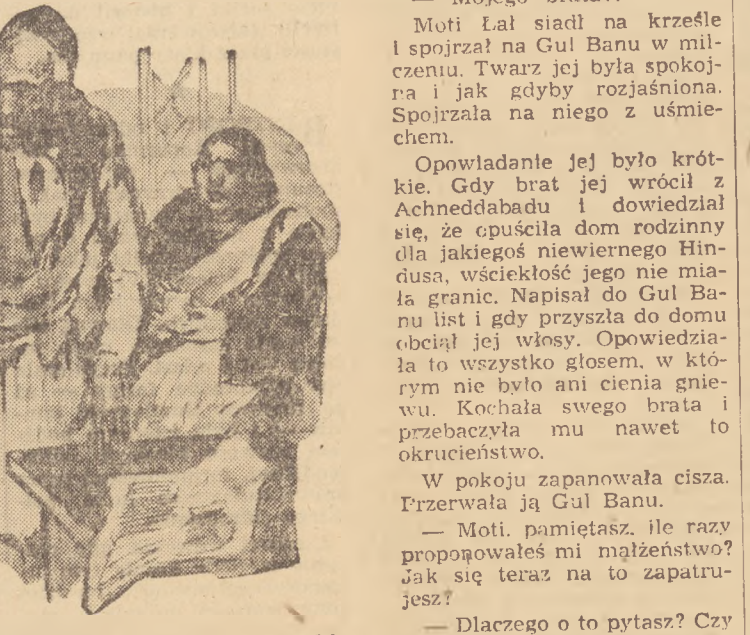 — Mojego brata?
Moti Łał siadł na krześle
i spojrzał na Gul Banu w mil-
czeniu. Twarz jej była spokoj-
na i jak gdyby rozjaśniona.
Spojrzała na niego z uśmie-
chem.
Opowiadanie jej było krót-
kie. Gdy brat jej wrócił z
Achneddabadu i dowiedział
się, że opuściła dom rodzinny
dla jakiegoś niewiernego Hin-
dusa, wściekłość jego nie mia-
ła granic. Napisał do Gul Ba-
nu list i gdy przyszła do domu
obciął jej włosy. Opowiedzia-
ła to wszystko głosem, w któ-
rym nie było ani cienia gnie-
wu. Kochała swego brata i
przebaczyła mu nawet to
okrucieństwo.
W pokoju zapanowała cisza.
Przerwała ją Gul Banu.
— Moti, pamiętasz, ile razy
proponowałeś mi małżeństwo?
Jak się teraz na to zapatru-
jesz?
— Dlaczego o to pytasz? Czy